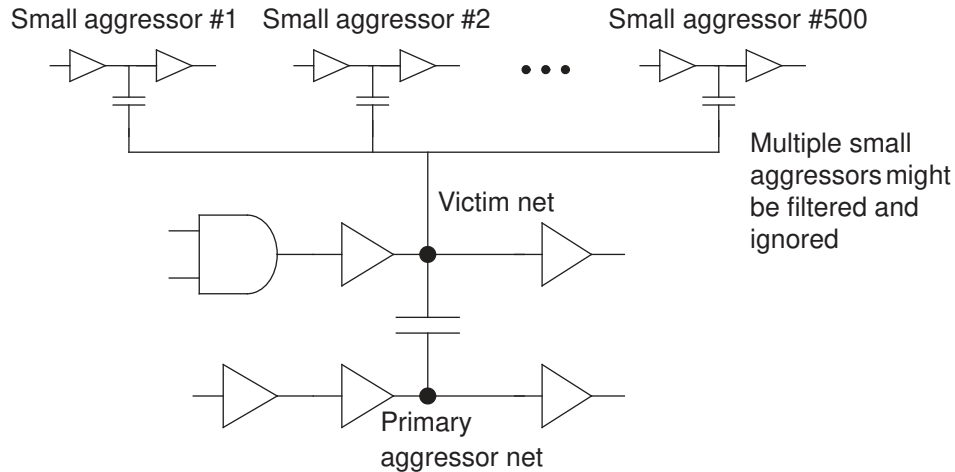 Small aggressor #1
Small aggressor #2
Small aggressor #500
Multiple small
aggressors might
be filtered and
ignored
Victim net
Primary
aggressor net